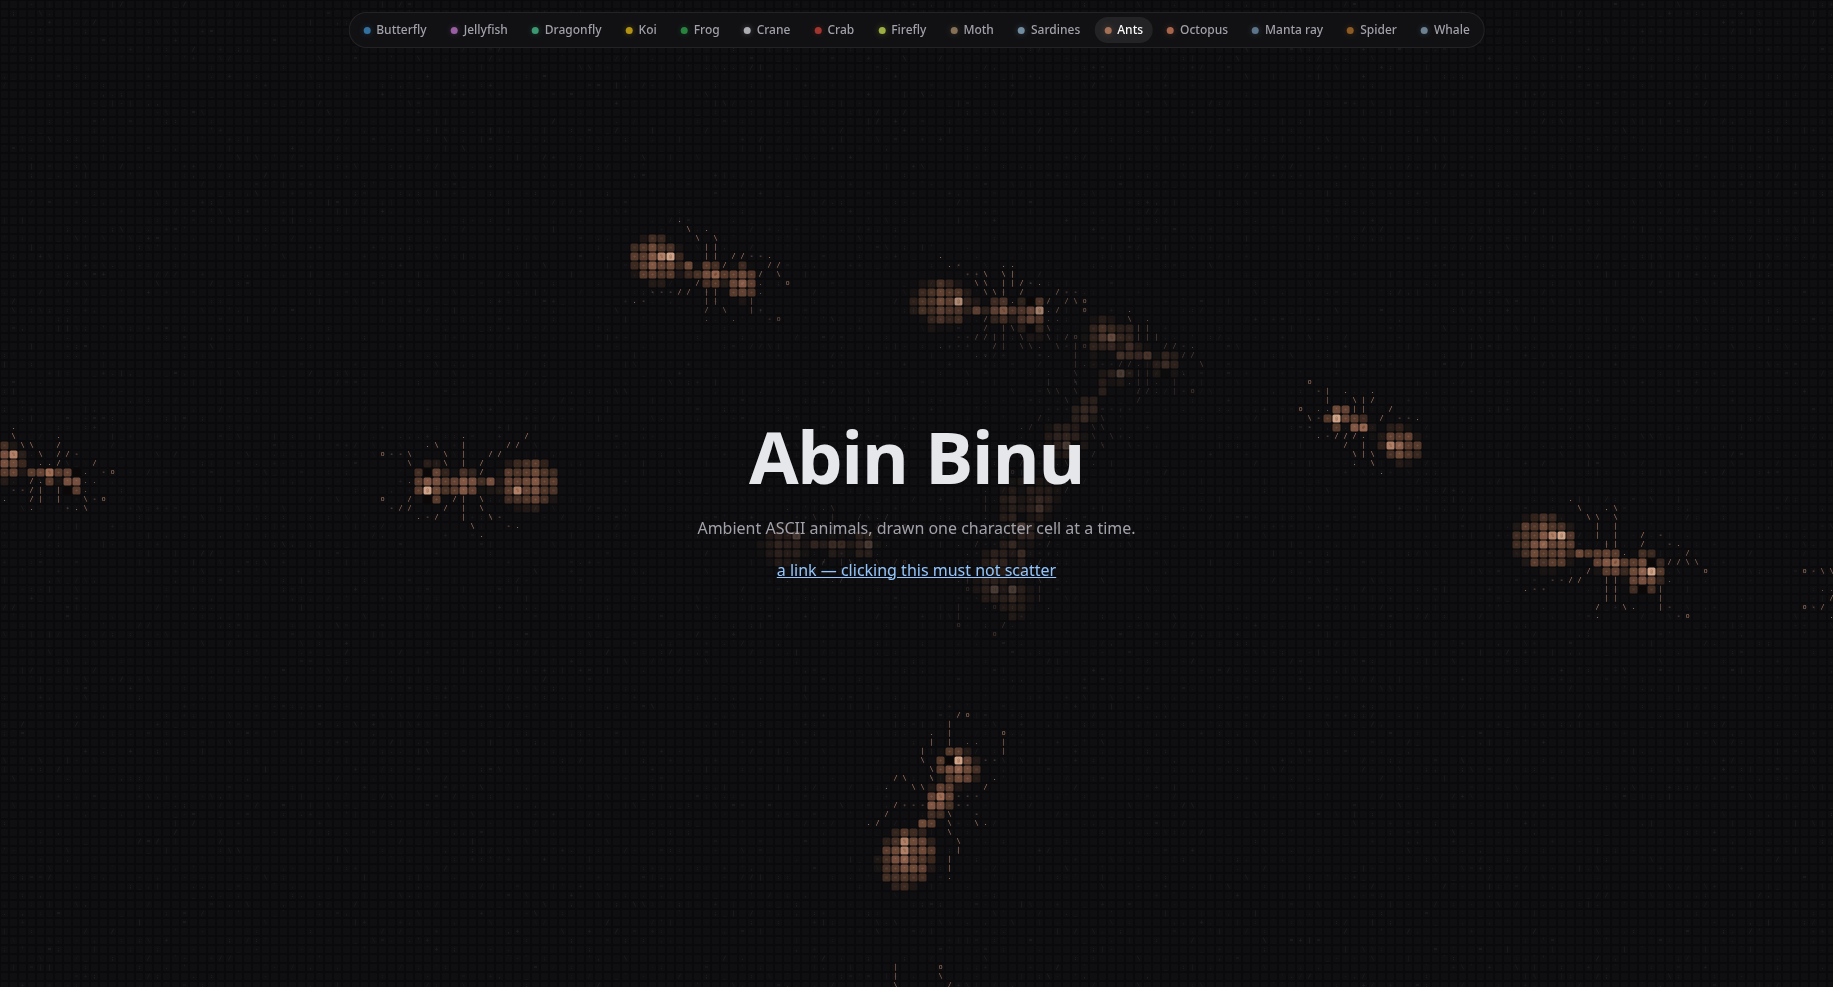 Butterfly Jellyfish Dragonfly Koi Frog Crane Crab Firefly Moth Sardines Ants Octopus Manta ray Spider Whale
Abin Binu
Ambient ASCII animals, drawn one character cell at a time.
a link — clicking this must not scatter